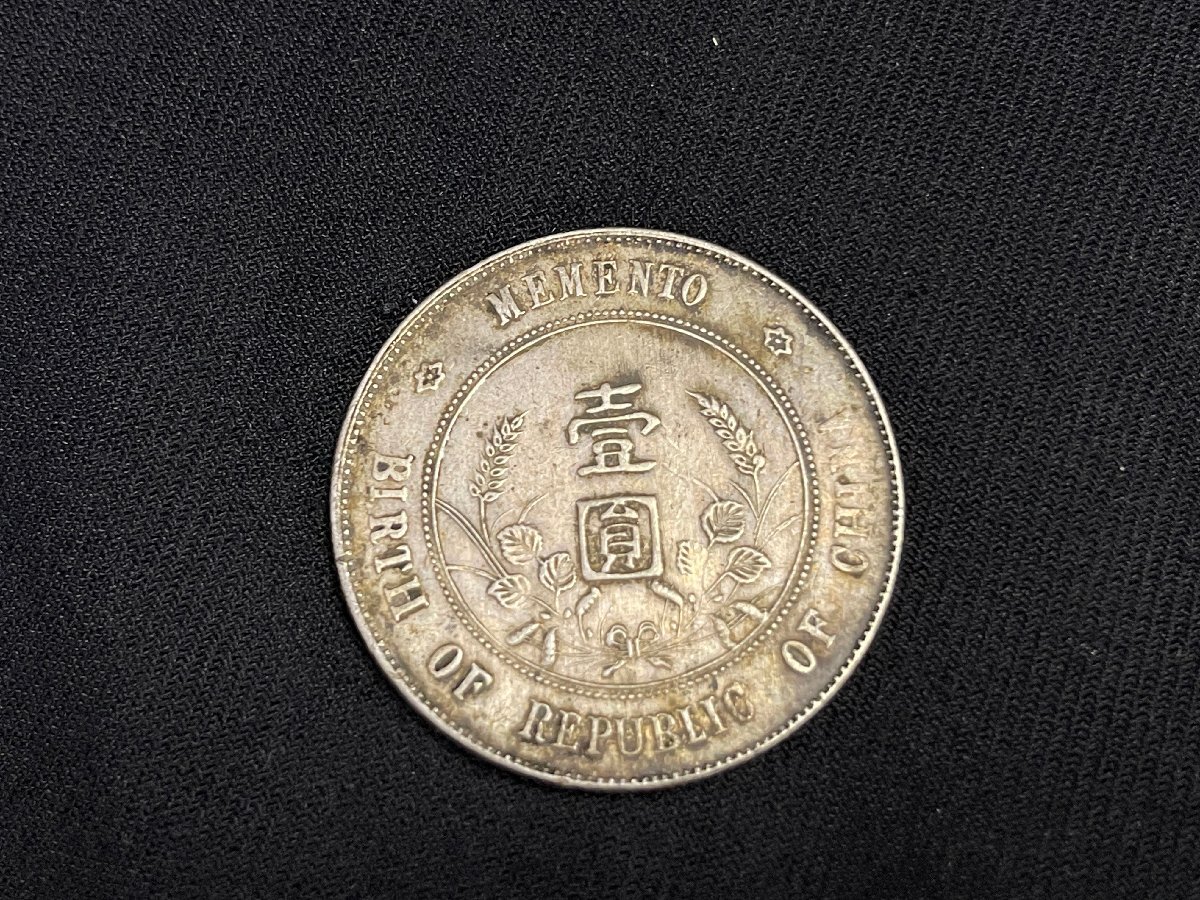 MEMENTO
壹
圓
BIRTH OF REPUBLIC OF CHINA